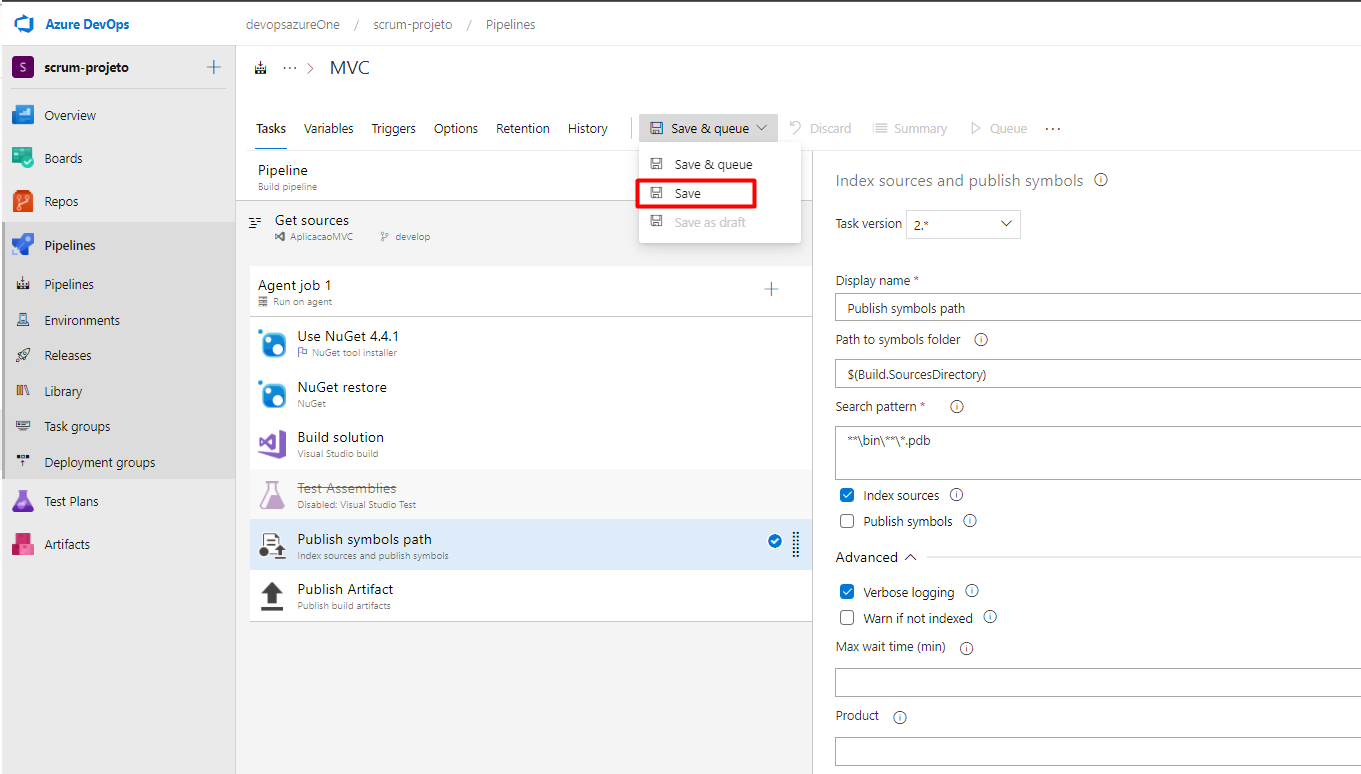 Azure DevOps
devopsazureOne / scrum-projeto / Pipelines
S scrum-projeto
Overview
Boards
Repos
Pipelines
Pipelines
Environments
Releases
Library
Task groups
Deployment groups
Test Plans
Artifacts
··· > MVC
Tasks Variables Triggers Options Retention History Save & queue Discard Summary Queue ···
Save & queue
Save
Save as draft
Pipeline
Build pipeline
Get sources
AplicacaoMVC develop
Agent job 1
Run on agent
Use NuGet 4.4.1
NuGet tool installer
NuGet restore
NuGet
Build solution
Visual Studio build
Test Assemblies
Disabled: Visual Studio Test
Publish symbols path
Index sources and publish symbols
Publish Artifact
Publish build artifacts
Index sources and publish symbols
Task version 2.*
Display name *
Publish symbols path
Path to symbols folder
$(Build.SourcesDirectory)
Search pattern *
**\bin\**\*.pdb
Index sources
Publish symbols
Advanced
Verbose logging
Warn if not indexed
Max wait time (min)
Product